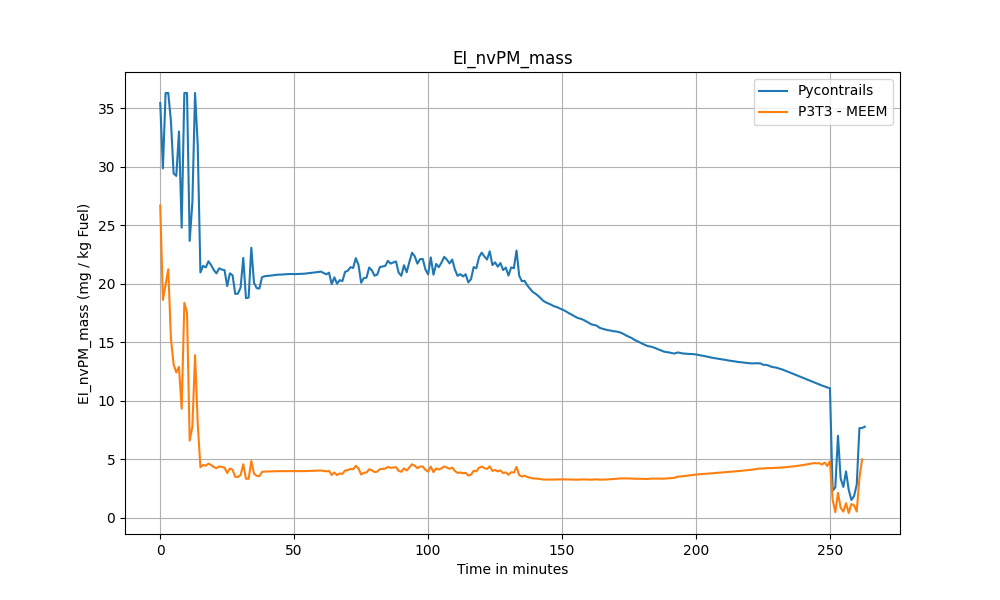 EI_nvPM_mass
Pycontrails
P3T3 - MEEM
EI_nvPM_mass (mg / kg Fuel)
35
30
25
20
15
10
5
0
0 50 100 150 200 250
Time in minutes